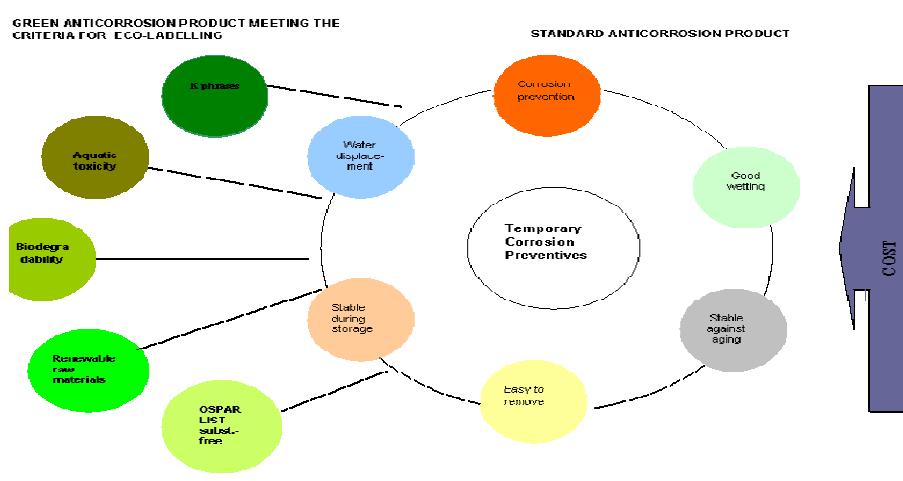 GREEN ANTICORROSION PRODUCT MEETING THE
CRITERIA FOR ECO-LABELLING
STANDARD ANTICORROSION PRODUCT
R phrases
Corrosion
prevention
Water
displace-
ment
Aquatic
toxicity
Good
wetting
Temporary
Corrosion
Preventives
Biodegra
dability
COST
Stable
during
storage
Stable
against
aging
Renewable
raw
materials
Easy to
remove
OSPAR
LIST
subst.-
free